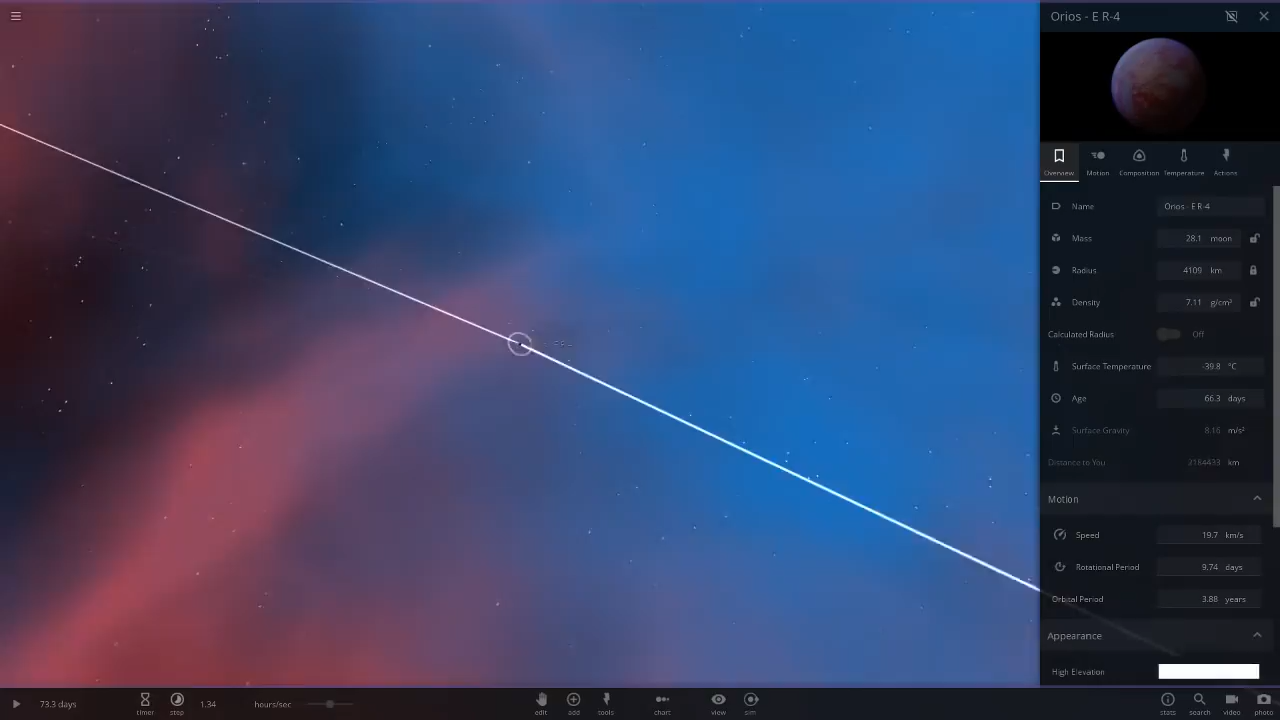 Orios - E R-4
Overview Motion Composition Temperature Actions
Name Orios - E R-4
Mass 28.1 moon
Radius 4109 km
Density 7.11 g/cm³
Calculated Radius Off
Surface Temperature -39.8 °C
Age 66.3 days
Surface Gravity 8.16 m/s²
Distance to You 2184433 km
Motion
Speed 19.7 km/s
Rotational Period 9.74 days
Orbital Period 3.88 years
Appearance
High Elevation
73.3 days timer step 1.34 hours/sec edit add tools chart view sim stats search video photo